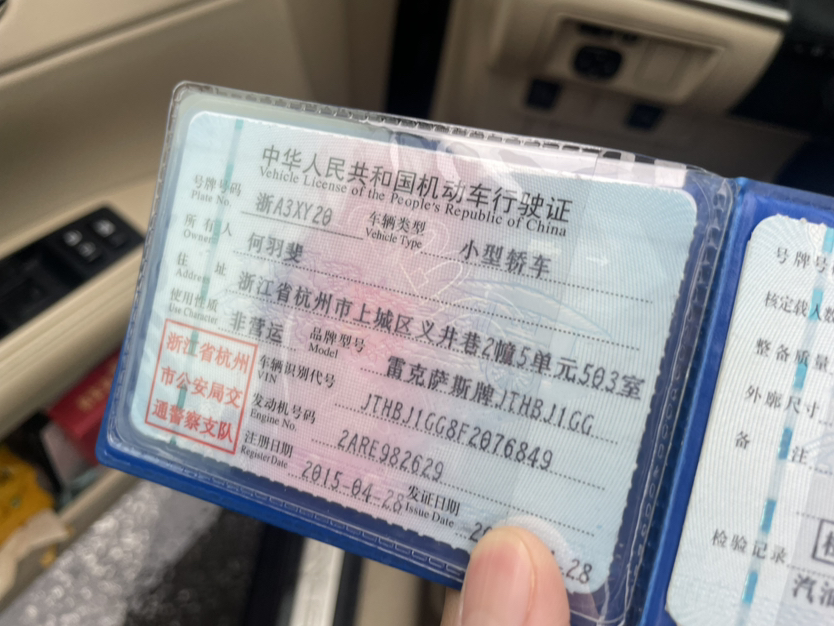 中华人民共和国机动车行驶证
Vehicle License of the People's Republic of China
号牌号码 浙A3XY20 车辆类型 小型轿车
Plate No. Vehicle Type
所有人 何羽斐
Owner
住址 浙江省杭州市上城区义井巷2幢5单元503室
Address
使用性质 非营运 品牌型号 雷克萨斯牌JTHBJ1GG
Use Character Model
浙江省杭州
市公安局交
通警察支队
车辆识别代号 JTHBJ1GG8F2076849
VIN
发动机号码 2ARE982629
Engine No.
注册日期 2015-04-28 发证日期
Register Date Issue Date
28
号牌号
核定载人数
整备质量
外廓尺寸
备注
检验记录
汽油